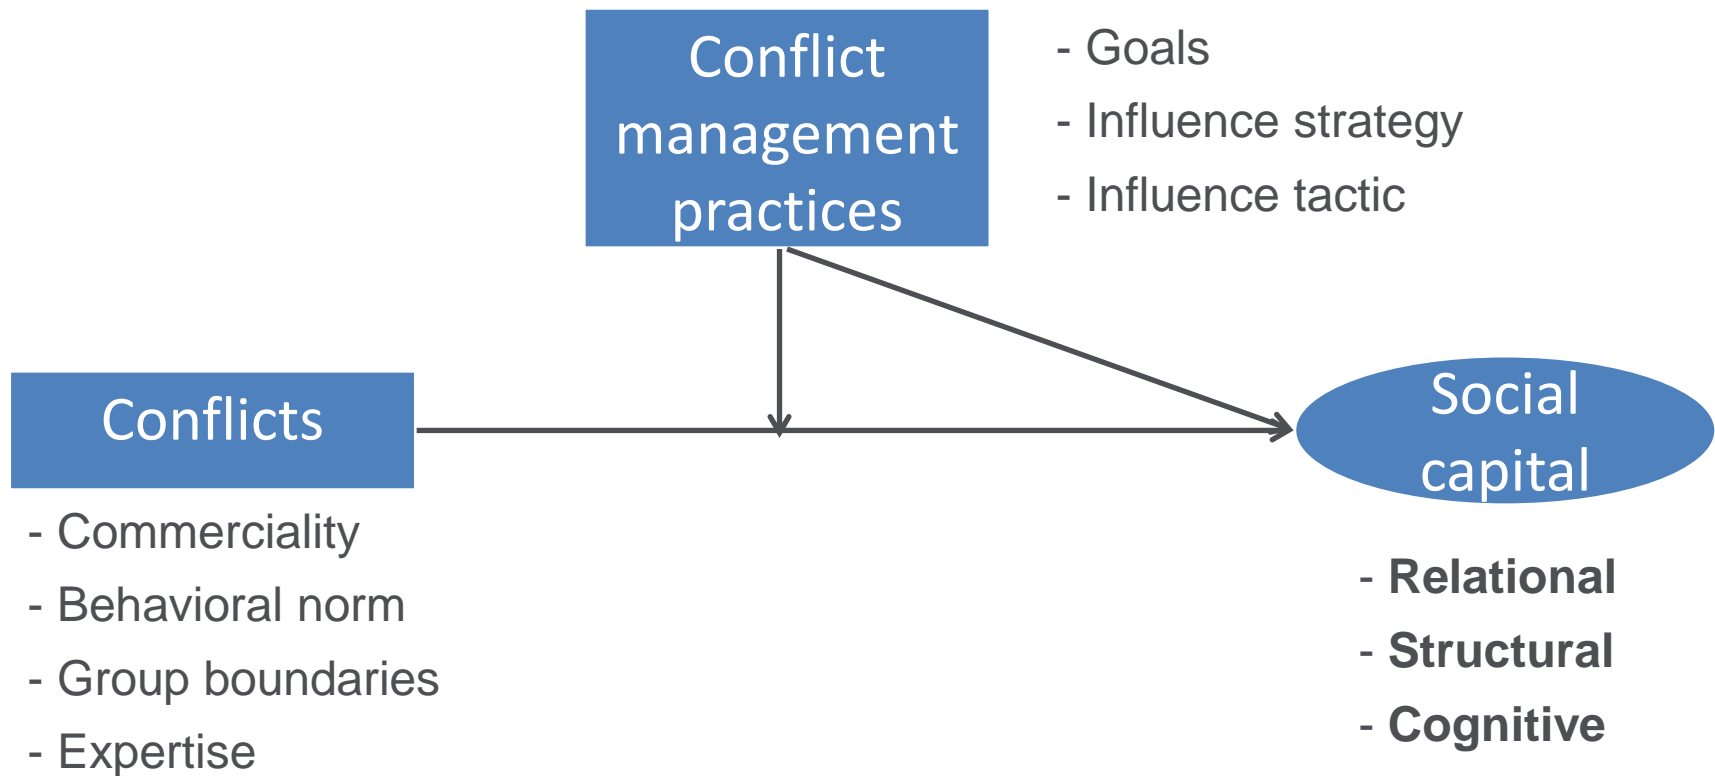 Conflict
management
practices
- Goals
- Influence strategy
- Influence tactic
Conflicts
- Commerciality
- Behavioral norm
- Group boundaries
- Expertise
Social
capital
- Relational
- Structural
- Cognitive